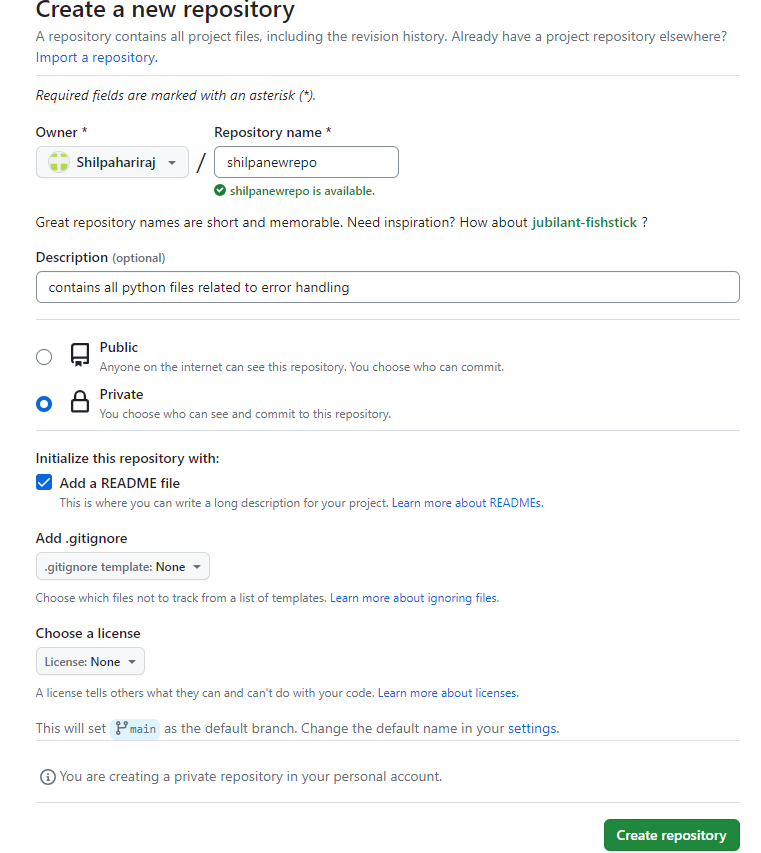 Create a new repository
A repository contains all project files, including the revision history. Already have a project repository elsewhere?
Import a repository.
Required fields are marked with an asterisk (*).
Owner * Repository name *
Shilpahariraj / shilpanewrepo
shilpanewrepo is available.
Great repository names are short and memorable. Need inspiration? How about jubilant-fishstick ?
Description (optional)
contains all python files related to error handling
Public
Anyone on the internet can see this repository. You choose who can commit.
Private
You choose who can see and commit to this repository.
Initialize this repository with:
Add a README file
This is where you can write a long description for your project. Learn more about READMEs.
Add .gitignore
.gitignore template: None
Choose which files not to track from a list of templates. Learn more about ignoring files.
Choose a license
License: None
A license tells others what they can and can't do with your code. Learn more about licenses.
This will set main as the default branch. Change the default name in your settings.
You are creating a private repository in your personal account.
Create repository